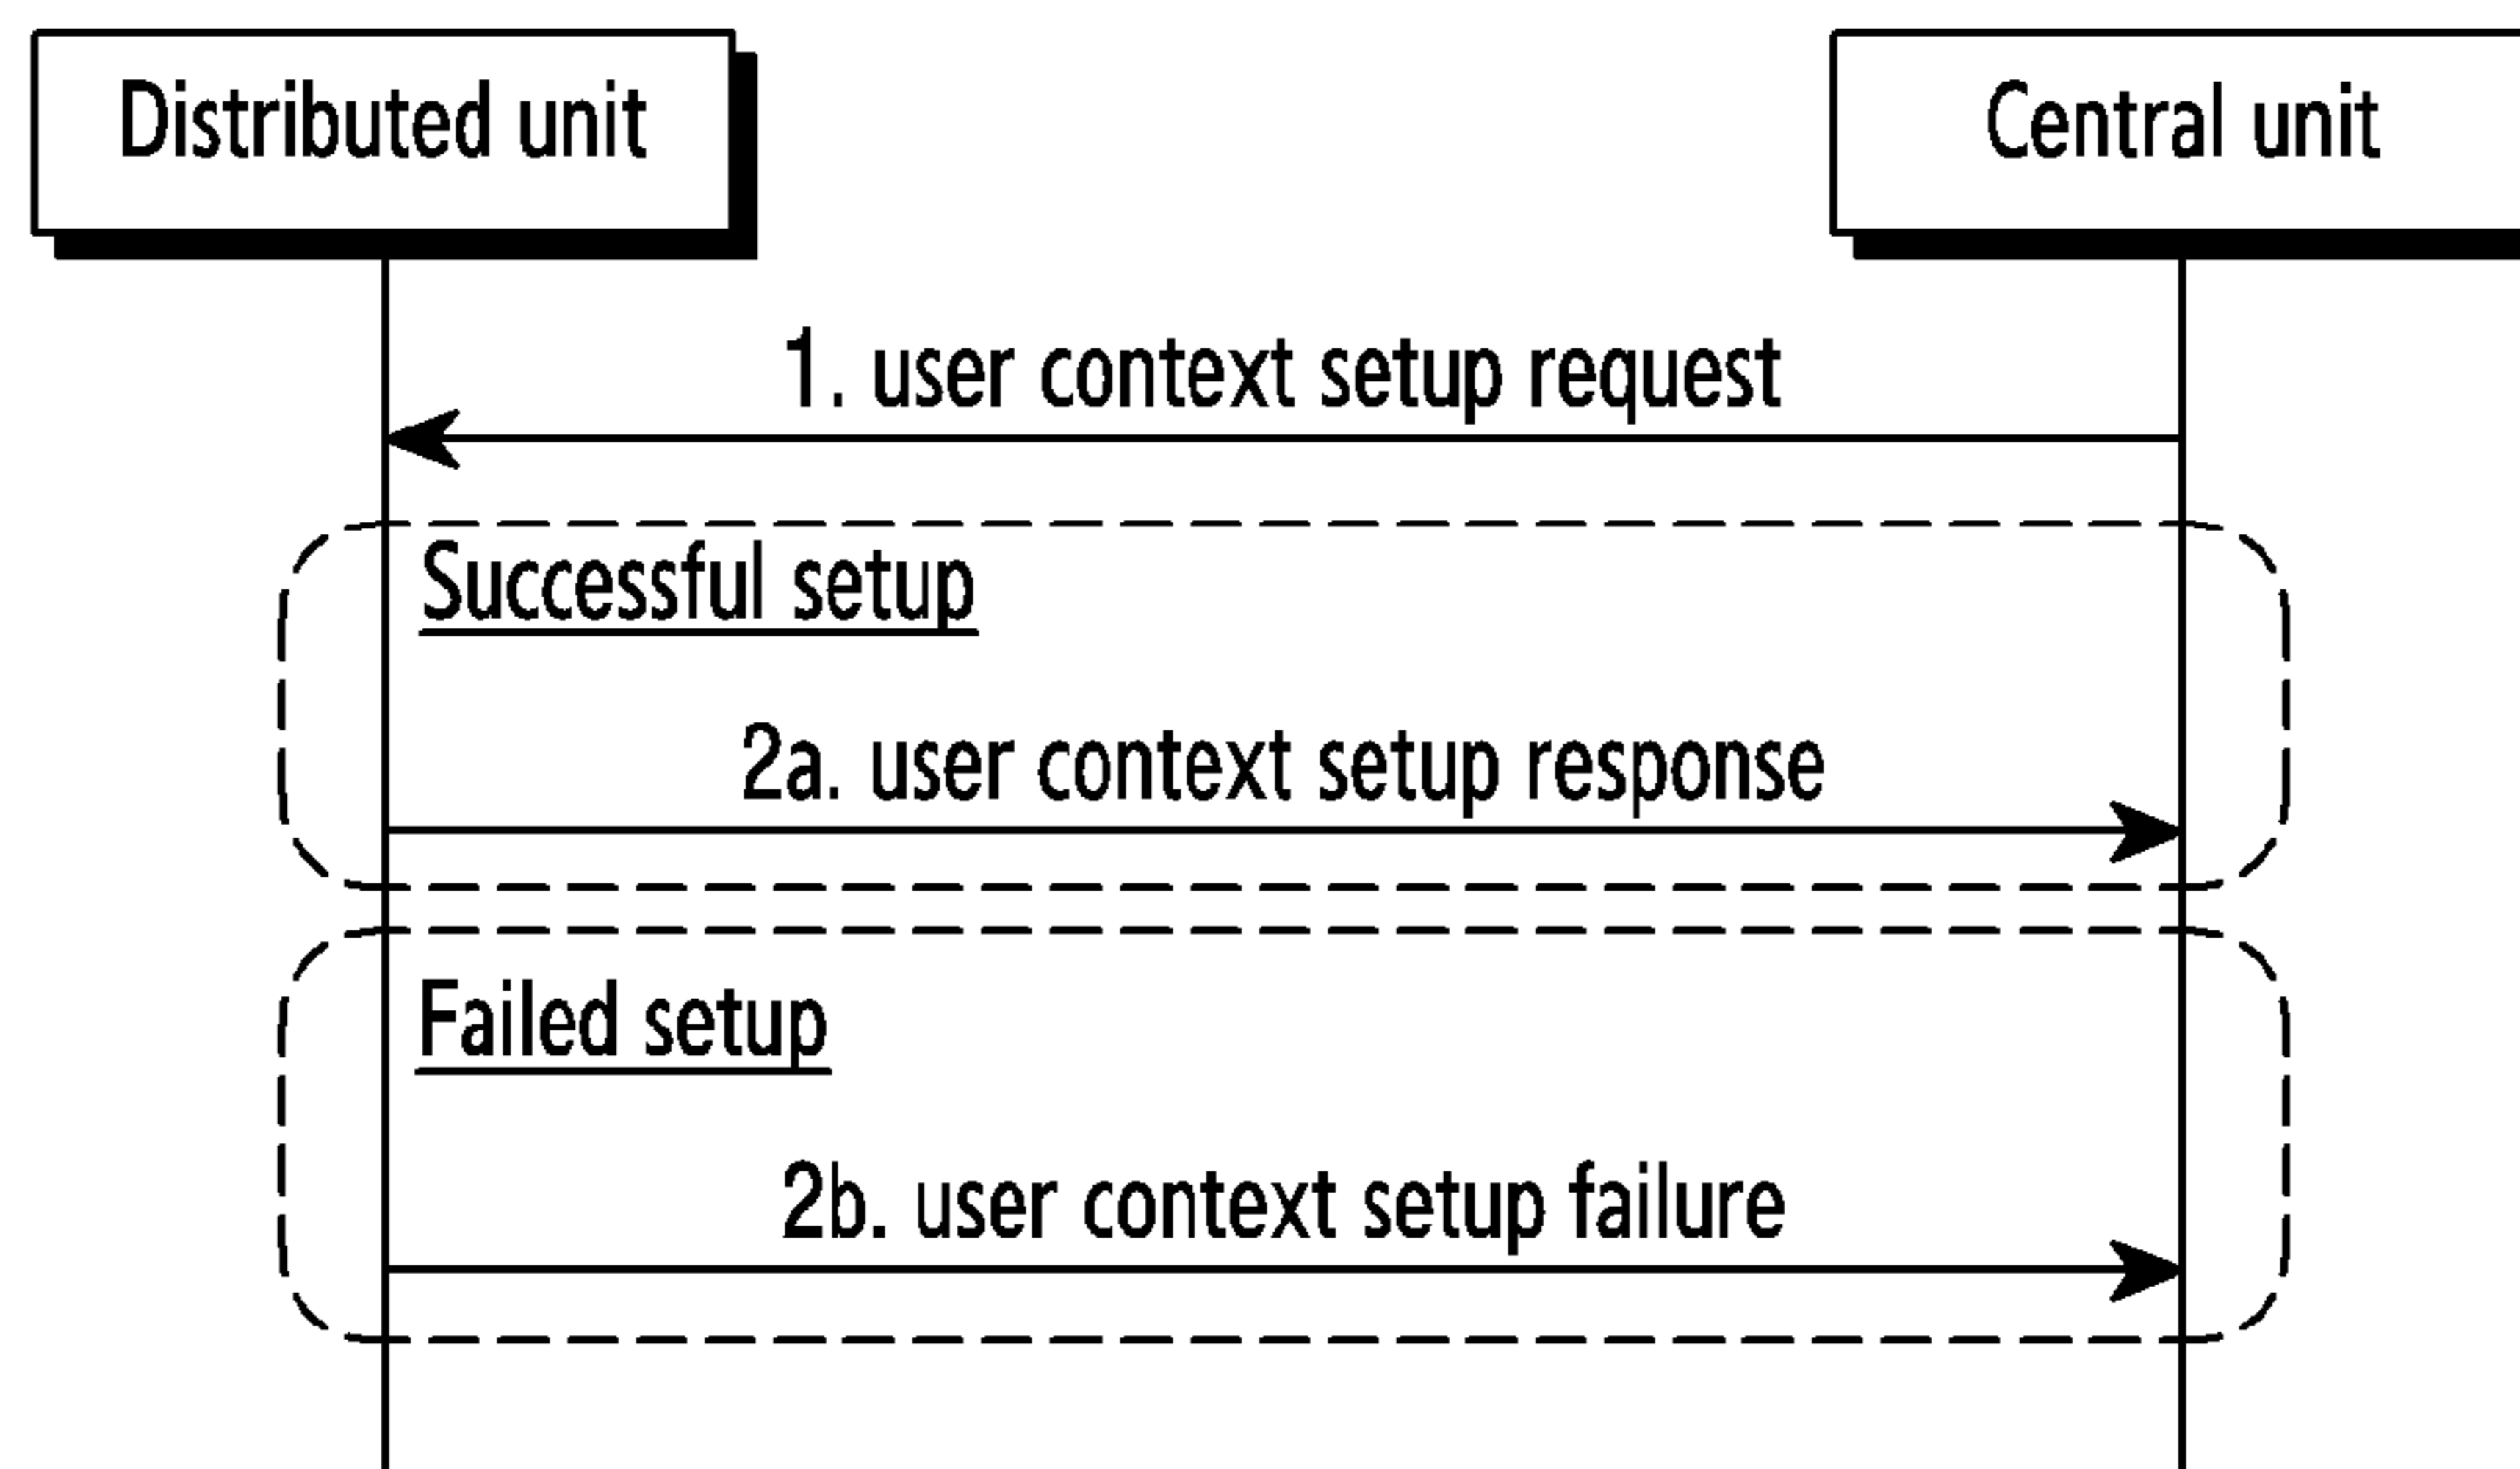 Distributed unit
Central unit
1. user context setup request
Successful setup
2a. user context setup response
Failed setup
2b. user context setup failure